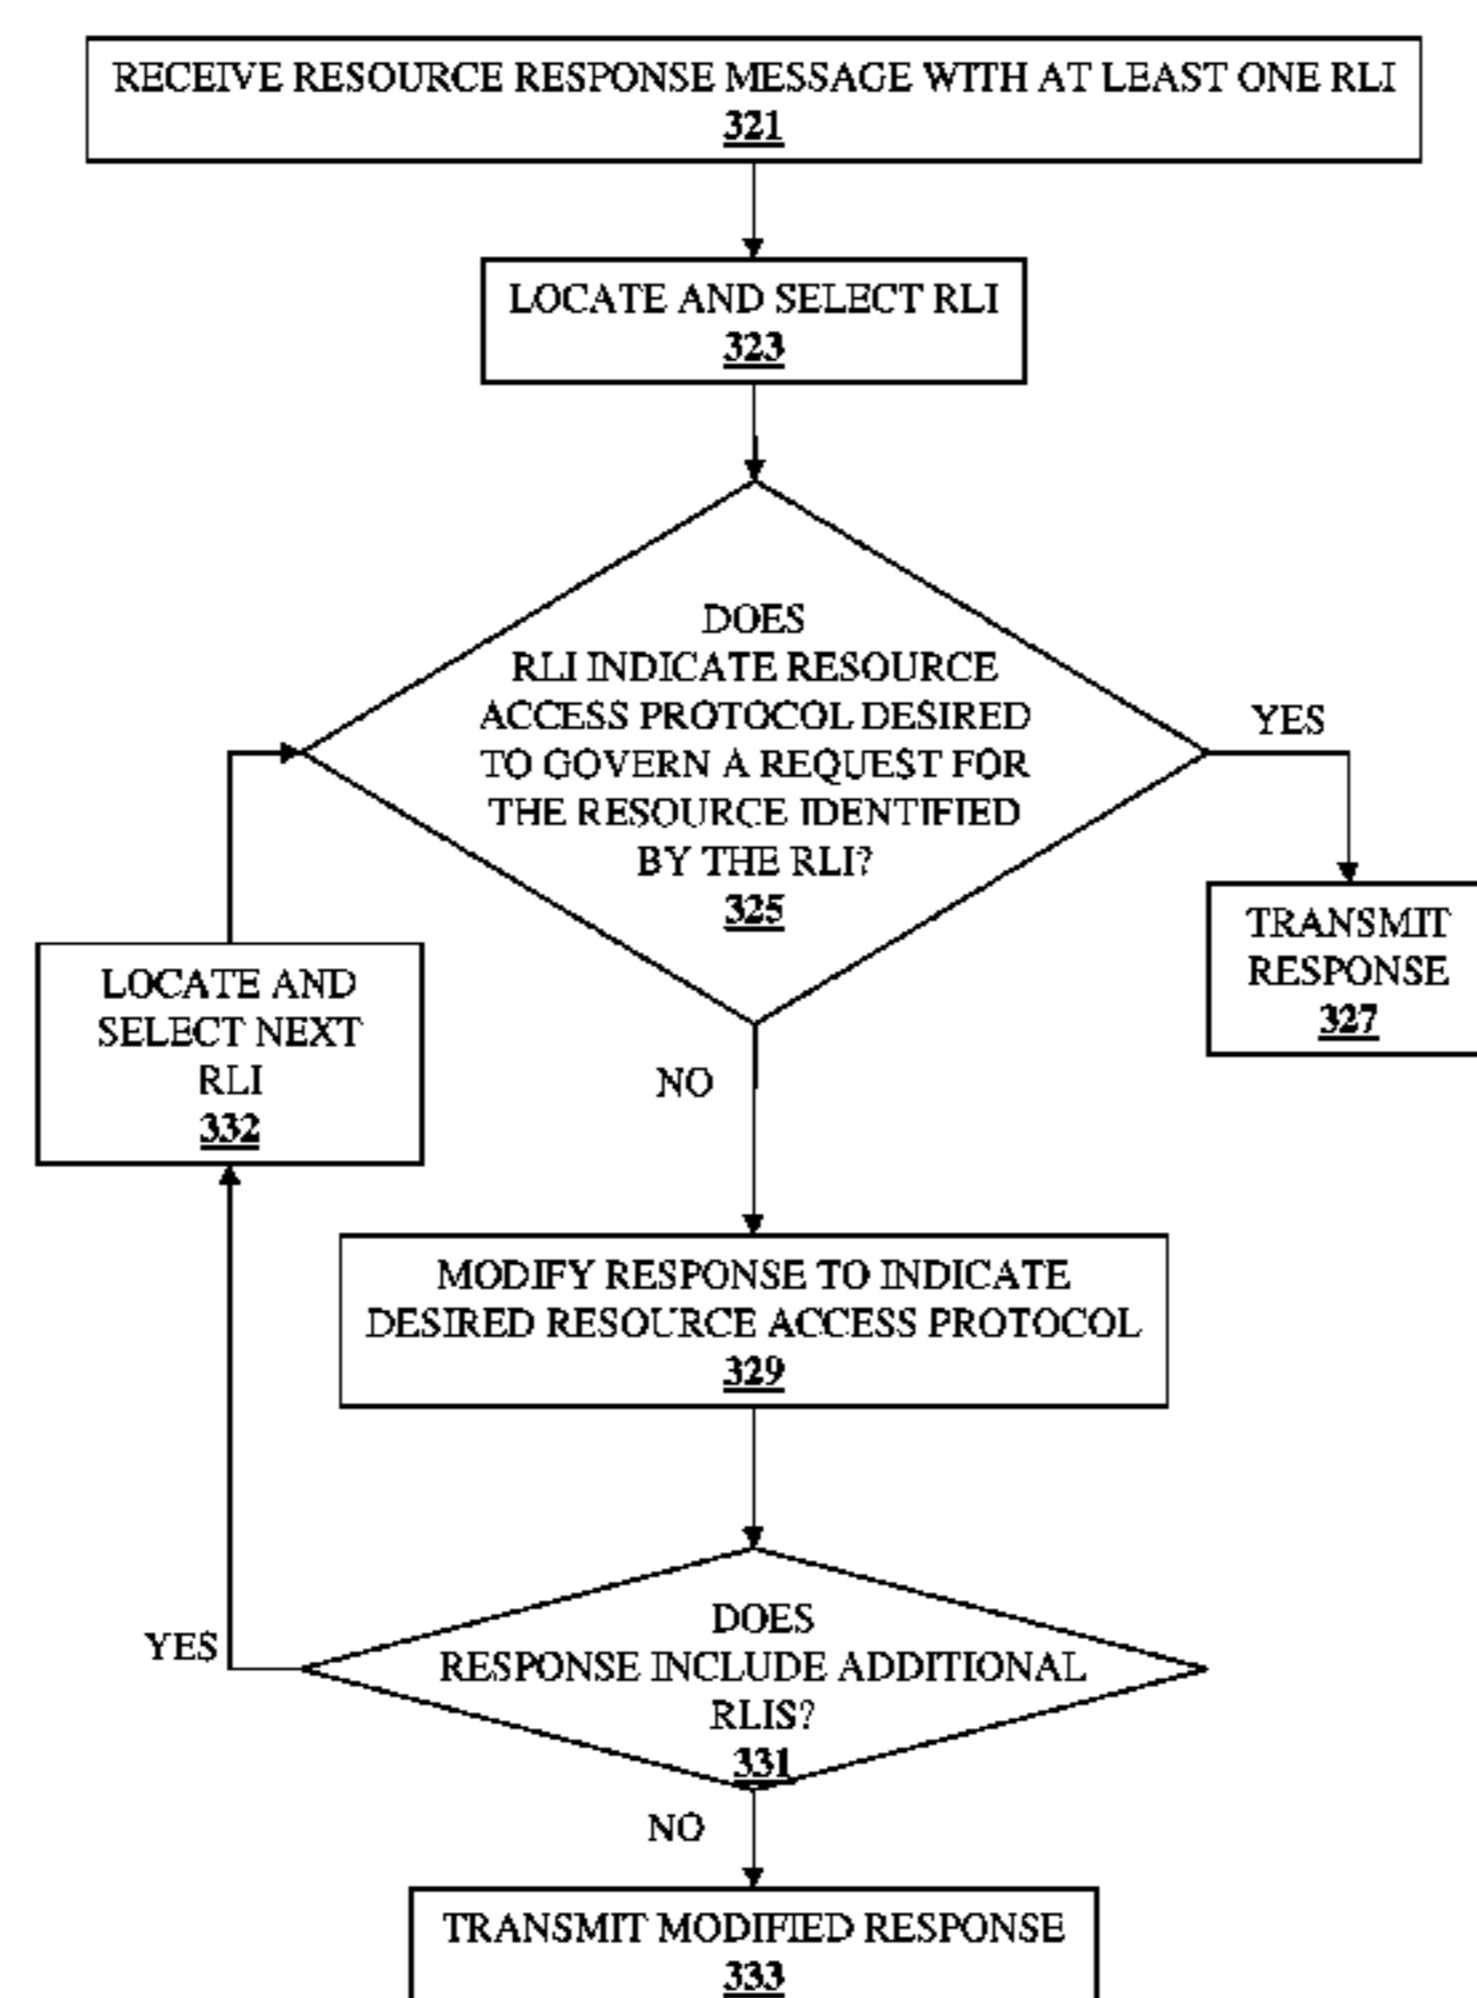 RECEIVE RESOURCE RESPONSE MESSAGE WITH AT LEAST ONE RLI
321
LOCATE AND SELECT RLI
323
DOES
RLI INDICATE RESOURCE
ACCESS PROTOCOL DESIRED
TO GOVERN A REQUEST FOR
THE RESOURCE IDENTIFIED
BY THE RLI?
325
YES
TRANSMIT
RESPONSE
327
LOCATE AND
SELECT NEXT
RLI
332
NO
MODIFY RESPONSE TO INDICATE
DESIRED RESOURCE ACCESS PROTOCOL
329
DOES
RESPONSE INCLUDE ADDITIONAL
RLIS?
331
YES
NO
TRANSMIT MODIFIED RESPONSE
333